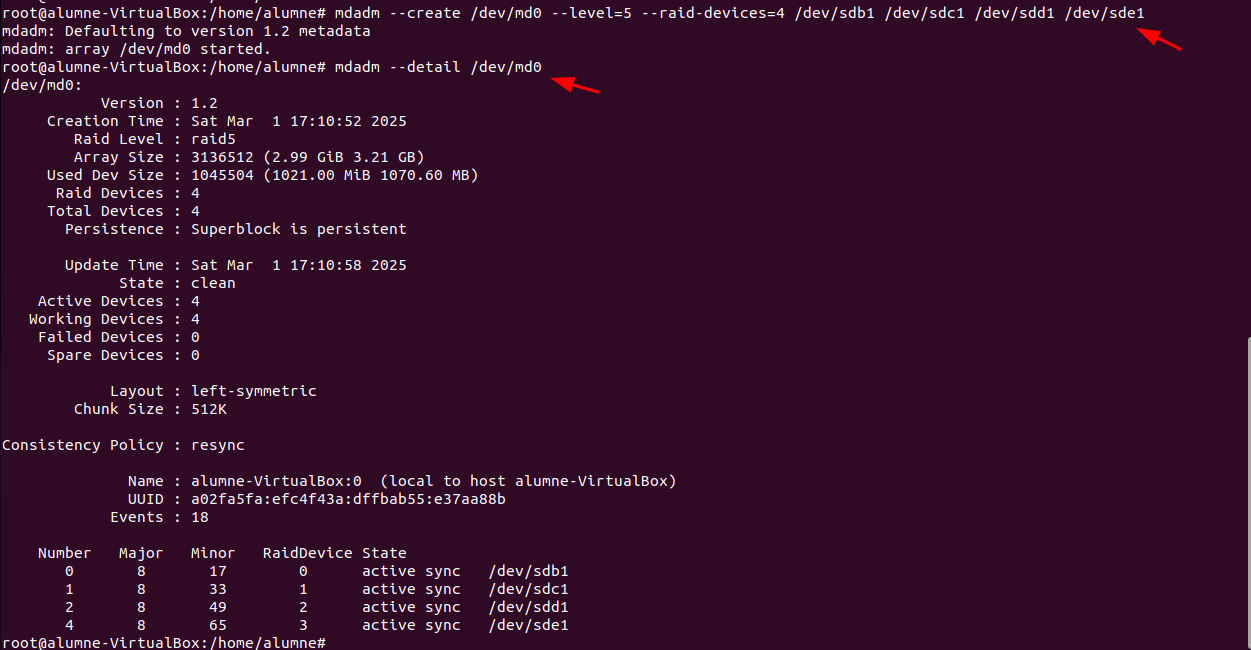 root@alumne-VirtualBox:/home/alumne# mdadm --create /dev/md0 --level=5 --raid-devices=4 /dev/sdb1 /dev/sdc1 /dev/sdd1 /dev/sde1
mdadm: Defaulting to version 1.2 metadata
mdadm: array /dev/md0 started.
root@alumne-VirtualBox:/home/alumne# mdadm --detail /dev/md0
/dev/md0:
           Version : 1.2
     Creation Time : Sat Mar  1 17:10:52 2025
        Raid Level : raid5
        Array Size : 3136512 (2.99 GiB 3.21 GB)
     Used Dev Size : 1045504 (1021.00 MiB 1070.60 MB)
      Raid Devices : 4
     Total Devices : 4
       Persistence : Superblock is persistent

       Update Time : Sat Mar  1 17:10:58 2025
             State : clean
    Active Devices : 4
   Working Devices : 4
    Failed Devices : 0
     Spare Devices : 0

            Layout : left-symmetric
        Chunk Size : 512K

Consistency Policy : resync

              Name : alumne-VirtualBox:0  (local to host alumne-VirtualBox)
              UUID : a02fa5fa:efc4f43a:dffbab55:e37aa88b
            Events : 18

    Number   Major   Minor   RaidDevice State
       0       8       17        0      active sync   /dev/sdb1
       1       8       33        1      active sync   /dev/sdc1
       2       8       49        2      active sync   /dev/sdd1
       4       8       65        3      active sync   /dev/sde1
root@alumne-VirtualBox:/home/alumne#